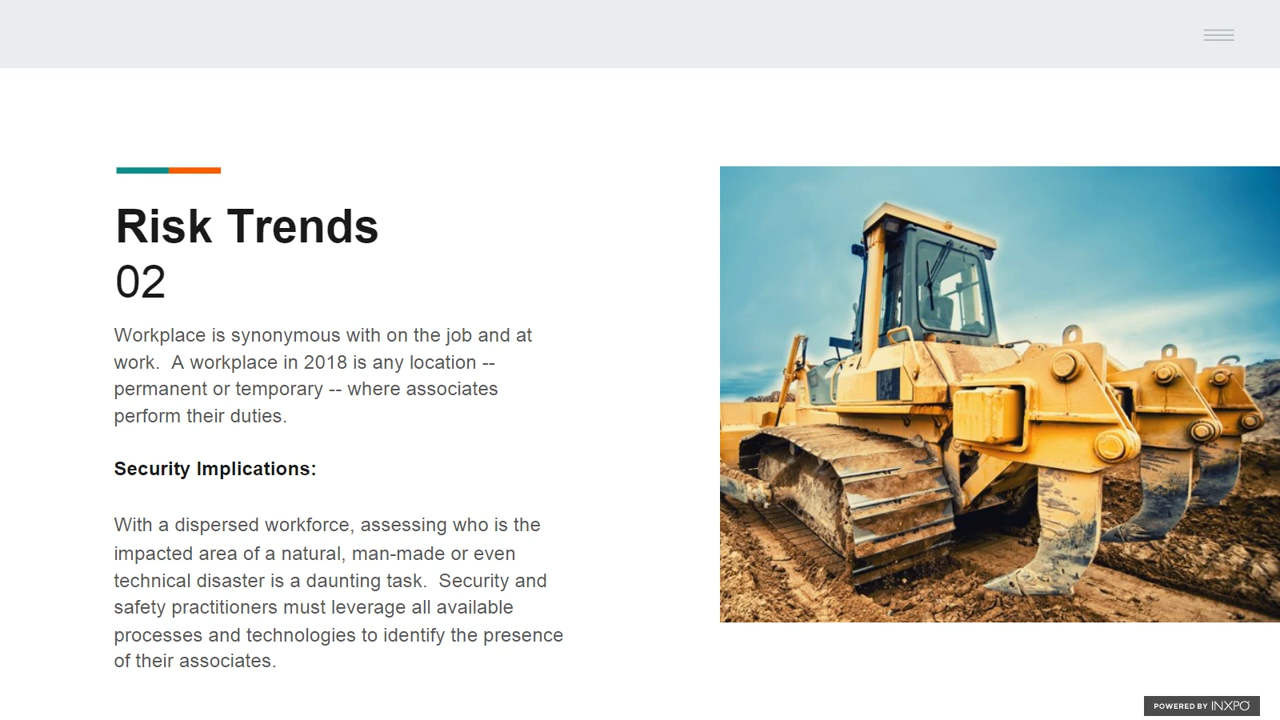 Risk Trends
02
Workplace is synonymous with on the job and at
work.  A workplace in 2018 is any location --
permanent or temporary -- where associates
perform their duties.
Security Implications:
With a dispersed workforce, assessing who is the
impacted area of a natural, man-made or even
technical disaster is a daunting task.  Security and
safety practitioners must leverage all available
processes and technologies to identify the presence
of their associates.
POWERED BY INXPO